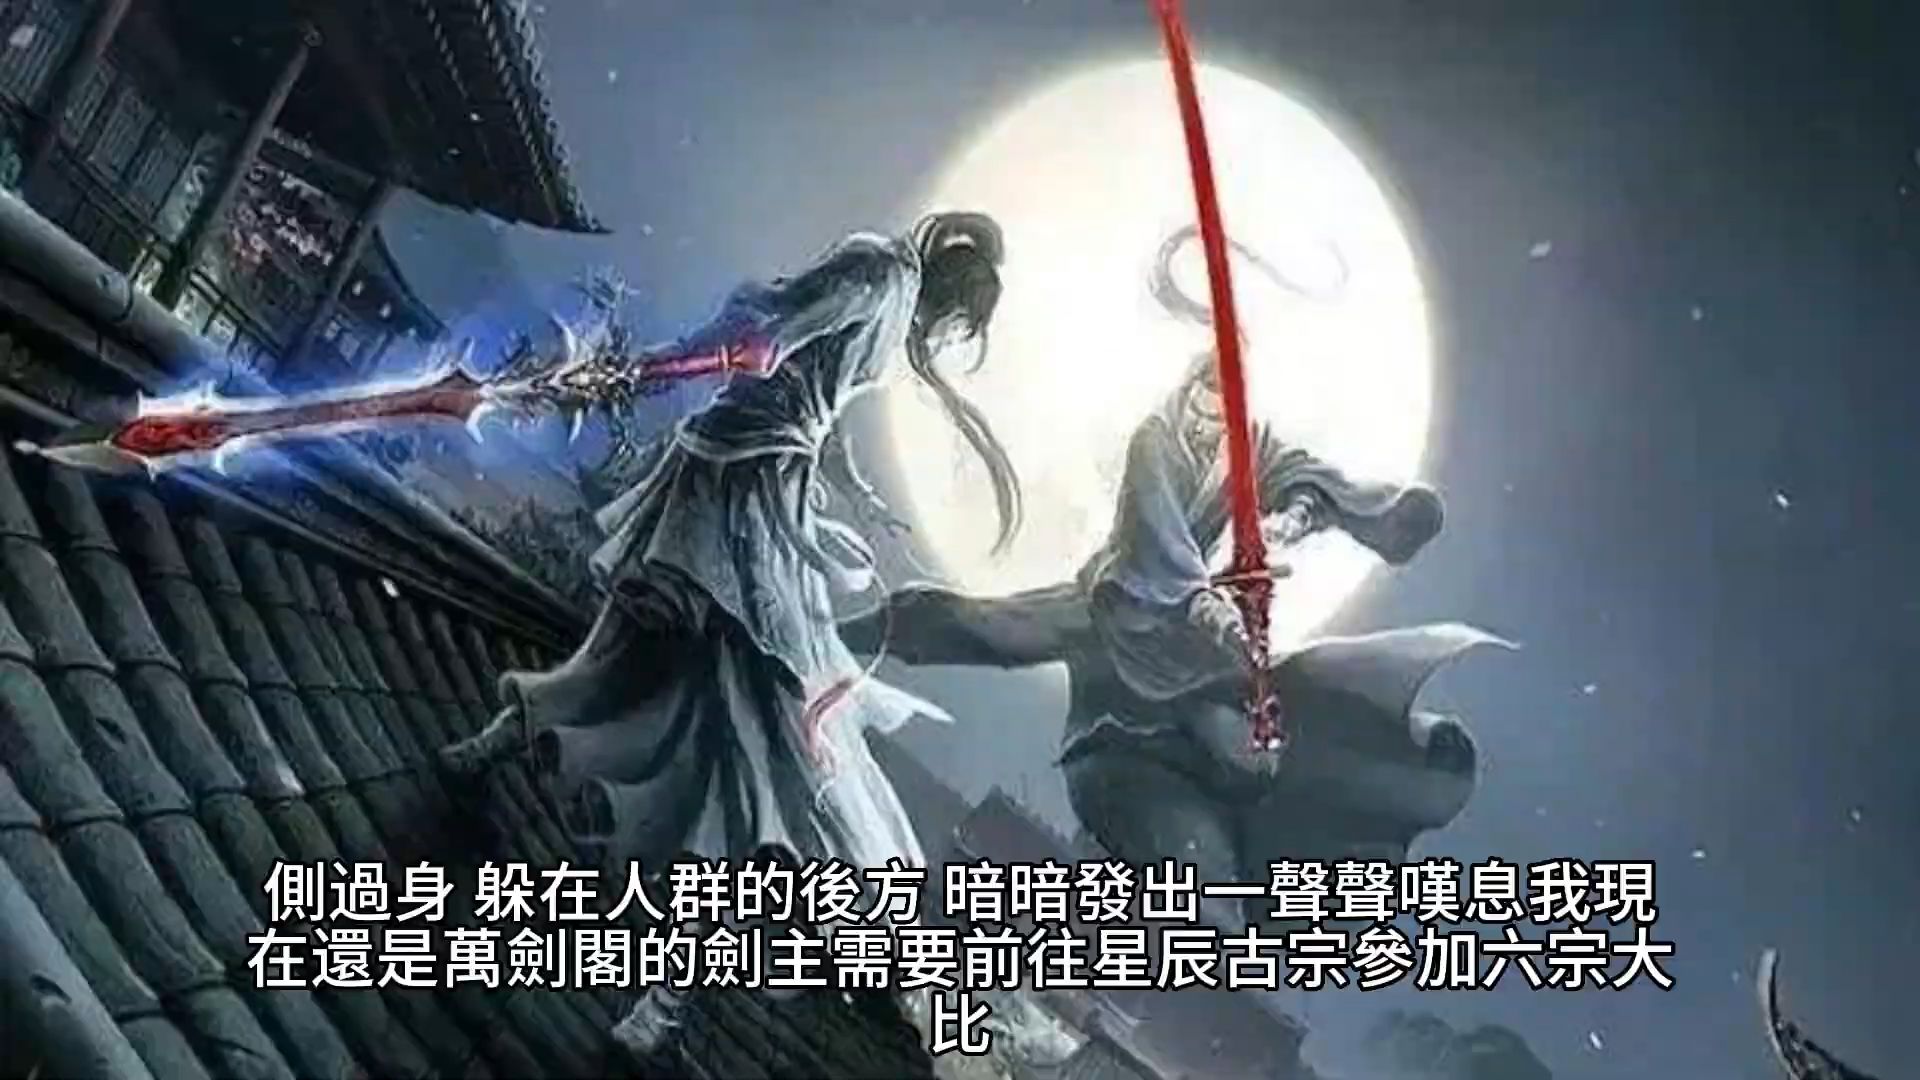 側過身 躲在人群的後方 暗暗發出一聲聲嘆息我現
在還是萬劍閣的劍主需要前往星辰古宗參加六宗大
比